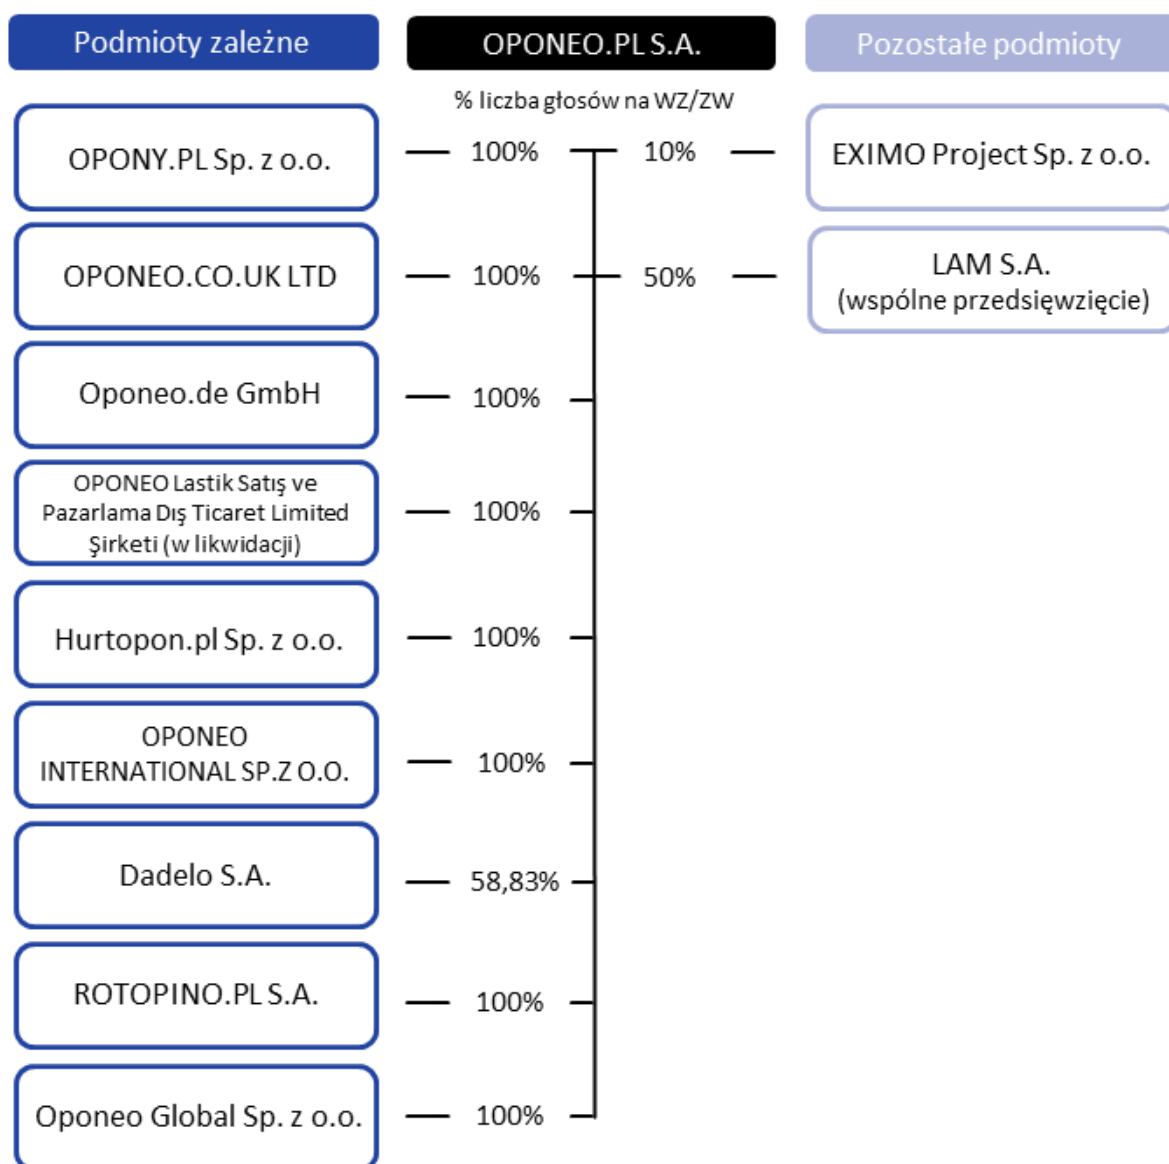 Podmioty zależne
OPONEO.PL S.A.
Pozostałe podmioty
% liczba głosów na WZ/ZW
OPONY.PL Sp. z o.o.
100%
10%
EXIMO Project Sp. z o.o.
OPONEO.CO.UK LTD
100%
50%
LAM S.A.
(wspólne przedsięwzięcie)
Oponeo.de GmbH
100%
OPONEO Lastik Satış ve
Pazarlama Dış Ticaret Limited
Şirketi (w likwidacji)
100%
Hurtopon.pl Sp. z o.o.
100%
OPONEO
INTERNATIONAL SP.Z O.O.
100%
Dadelo S.A.
58,83%
ROTOPINO.PL S.A.
100%
Oponeo Global Sp. z o.o.
100%